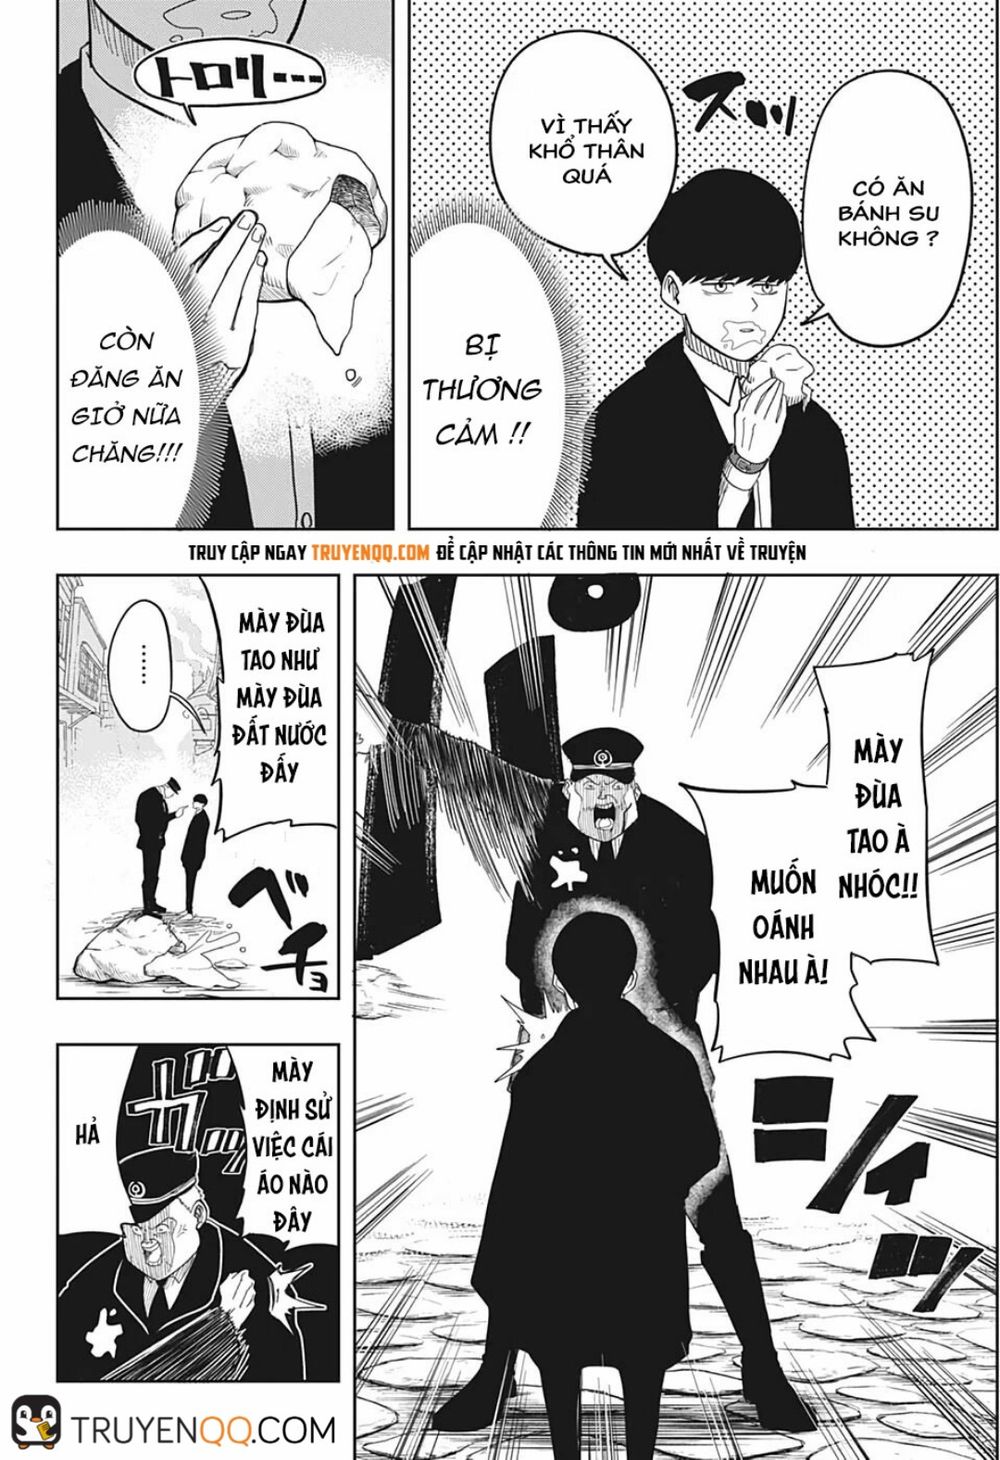 CÓ ĂN
BÁNH SU
KHÔNG ?
ズッ
VÌ THẤY
KHỔ THÂN
QUÁ
BỊ
THƯƠNG
CẢM !!
トロリ---
CÒN
ĐĂNG ĂN
GIỞ NỮA
CHĂNG!!!
TRUY CẬP NGAY TRUYENQQ.COM ĐỂ CẬP NHẬT CÁC THÔNG TIN MỚI NHẤT VỀ TRUYỆN
MÀY
ĐÙA
TAO À
NHÓC!!
MUỐN
OÁNH
NHAU À!
MÀY ĐÙA
TAO NHƯ
MÀY ĐÙA
ĐẤT NƯỚC
ĐẤY
.......
ベチョ
MÀY
ĐỊNH SỬ
VIỆC CÁI
ÁO NÀO
ĐÂY
HẢ
TRUYENQQ.COM